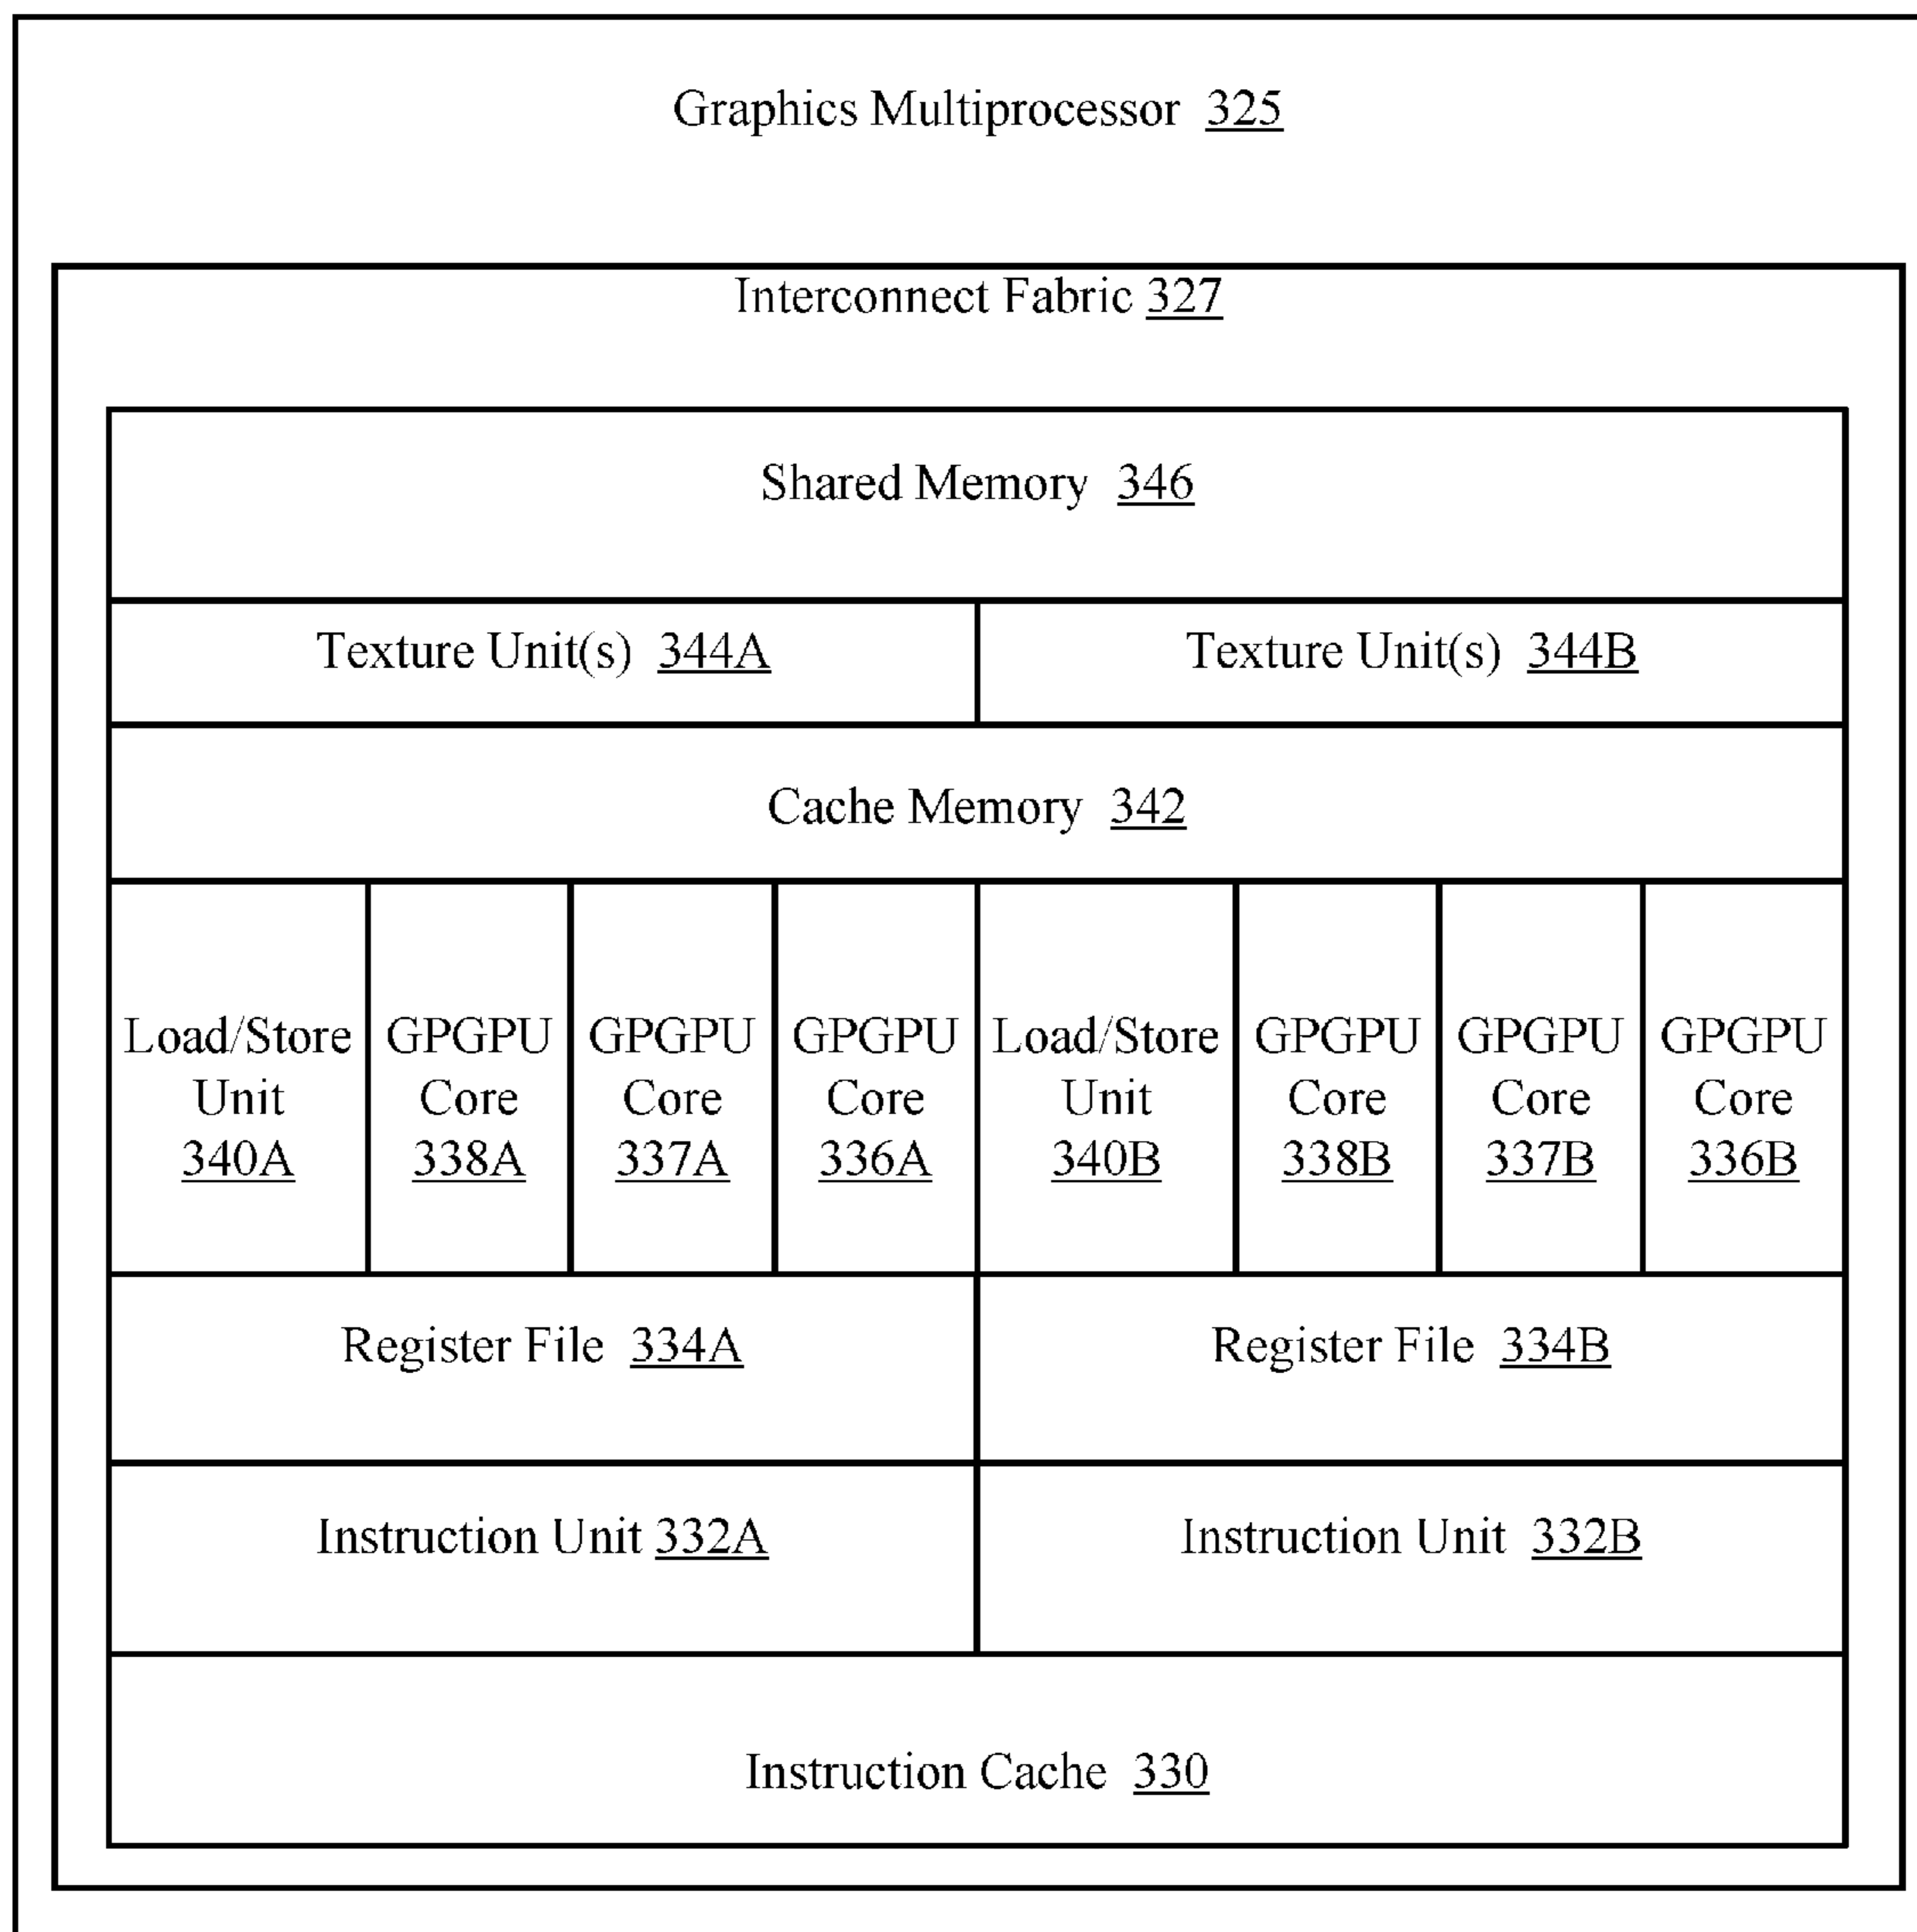 Graphics Multiprocessor 325
Interconnect Fabric 327
Shared Memory 346
Texture Unit(s) 344A
Texture Unit(s) 344B
Cache Memory 342
Load/Store
Unit
340A
GPGPU
Core
338A
GPGPU
Core
337A
GPGPU
Core
336A
Load/Store
Unit
340B
GPGPU
Core
338B
GPGPU
Core
337B
GPGPU
Core
336B
Register File 334A
Register File 334B
Instruction Unit 332A
Instruction Unit 332B
Instruction Cache 330